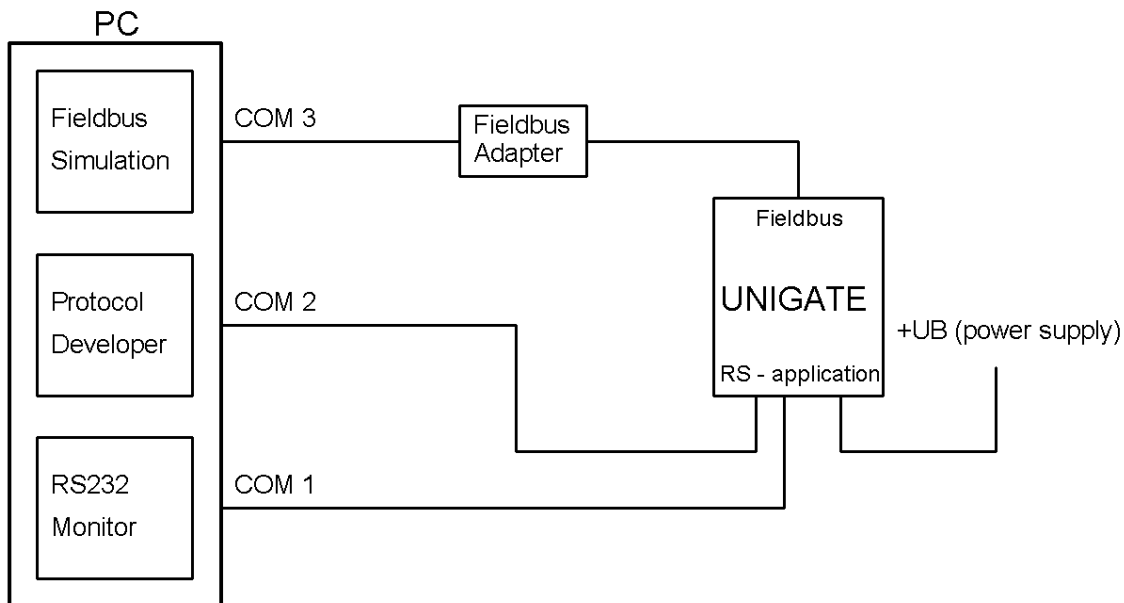 PC
Fieldbus
Simulation
COM 3
Fieldbus
Adapter
Protocol
Developer
COM 2
Fieldbus
UNIGATE
RS - application
+UB (power supply)
RS232
Monitor
COM 1